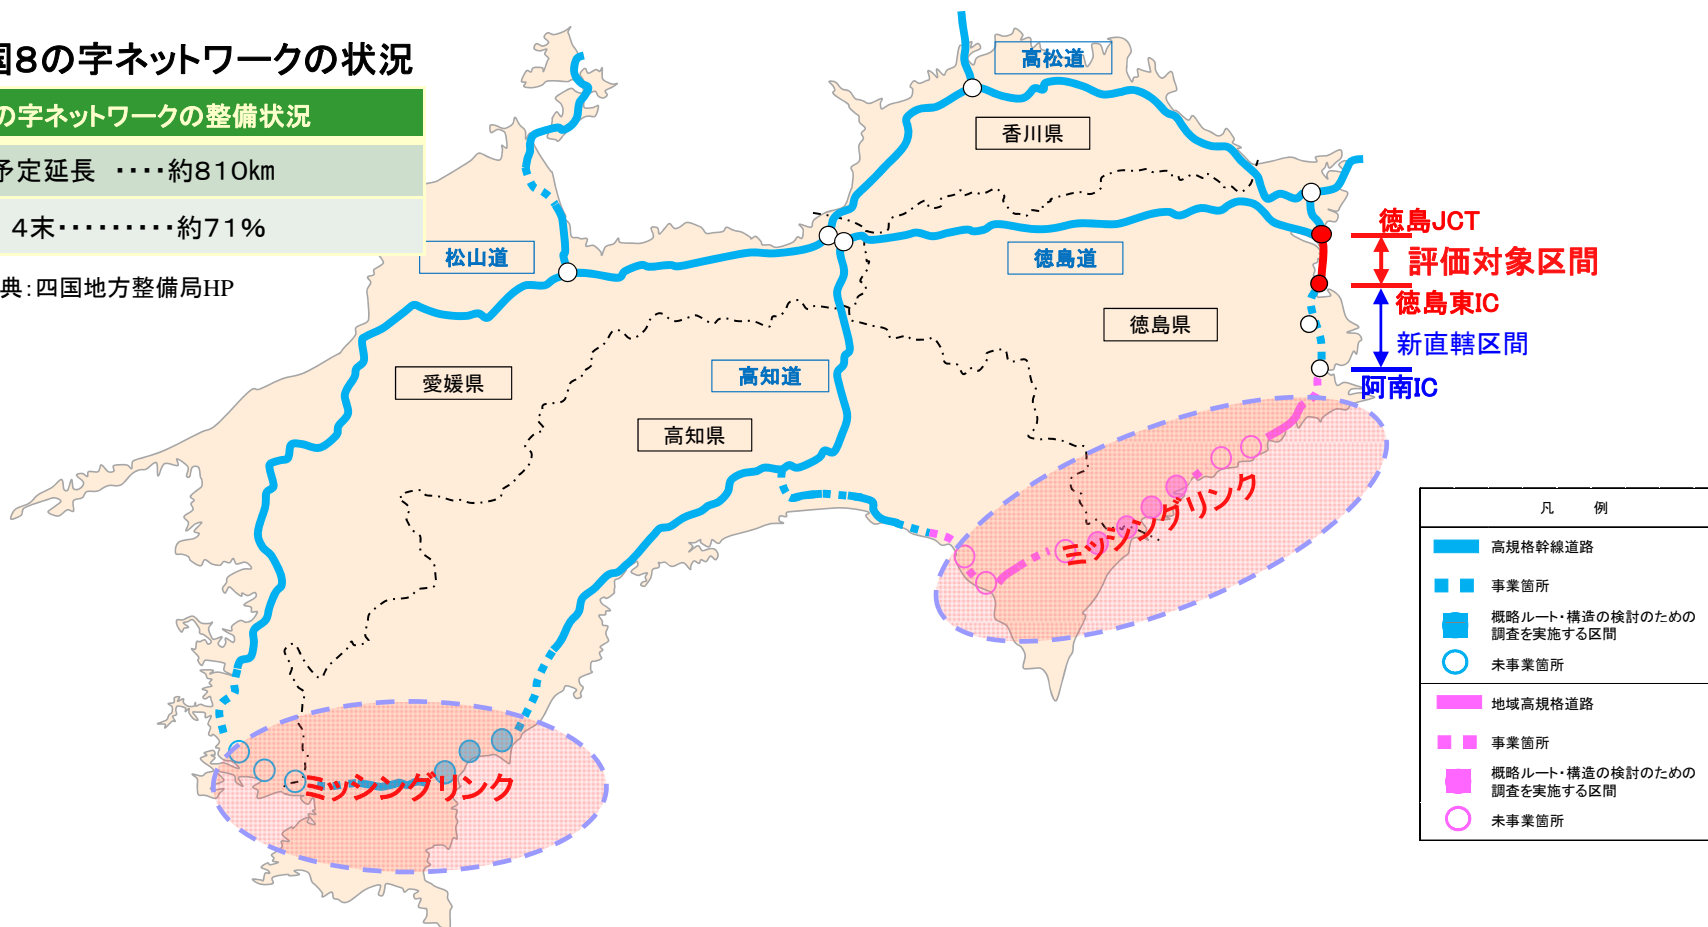 国8の字ネットワークの状況
の字ネットワークの整備状況
予定延長 ････約810km
4末･････････約71%
典：四国地方整備局HP
高松道
香川県
松山道
徳島道
徳島JCT
評価対象区間
徳島東IC
新直轄区間
阿南IC
徳島県
愛媛県
高知道
高知県
ミッシングリンク
ミッシングリンク
凡 例
高規格幹線道路
事業箇所
概略ルート・構造の検討のための
調査を実施する区間
未事業箇所
地域高規格道路
事業箇所
概略ルート・構造の検討のための
調査を実施する区間
未事業箇所